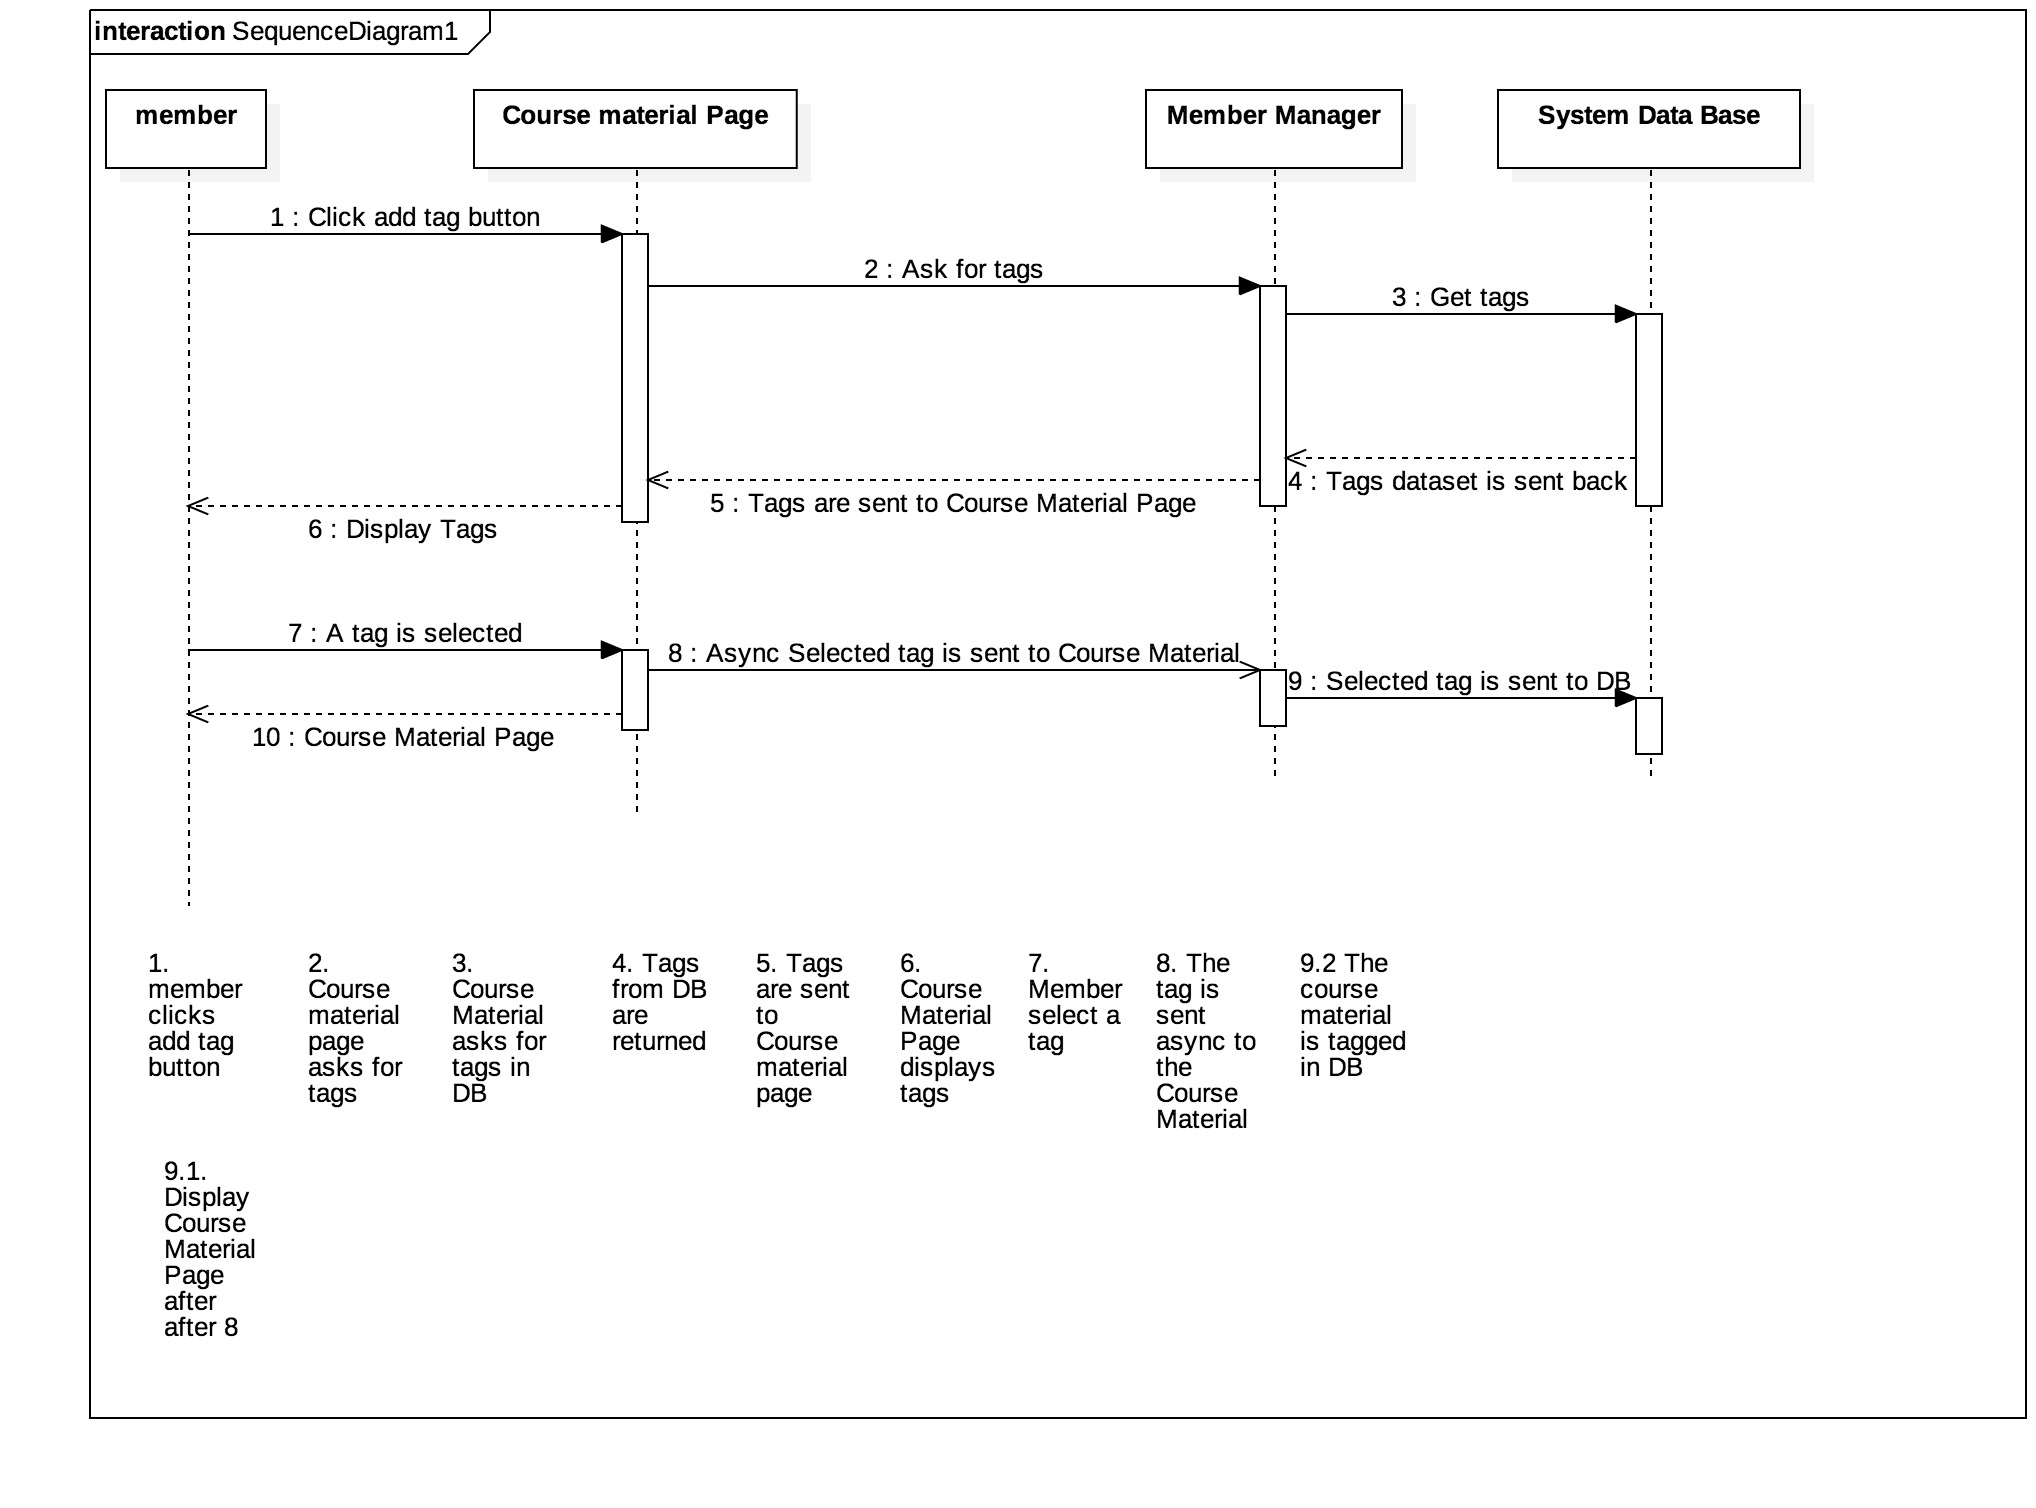 interaction SequenceDiagram1
member
Course material Page
Member Manager
System Data Base
1 : Click add tag button
2 : Ask for tags
3 : Get tags
4 : Tags dataset is sent back
5 : Tags are sent to Course Material Page
6 : Display Tags
7 : A tag is selected
8 : Async Selected tag is sent to Course Material
9 : Selected tag is sent to DB
10 : Course Material Page
1.
member
clicks
add tag
button
2.
Course
material
page
asks for
tags
3.
Course
Material
asks for
tags in
DB
4. Tags
from DB
are
returned
5. Tags
are sent
to
Course
material
page
6.
Course
Material
Page
displays
tags
7.
Member
select a
tag
8. The
tag is
sent
async to
the
Course
Material
9.2 The
course
material
is tagged
in DB
9.1.
Display
Course
Material
Page
after
after 8